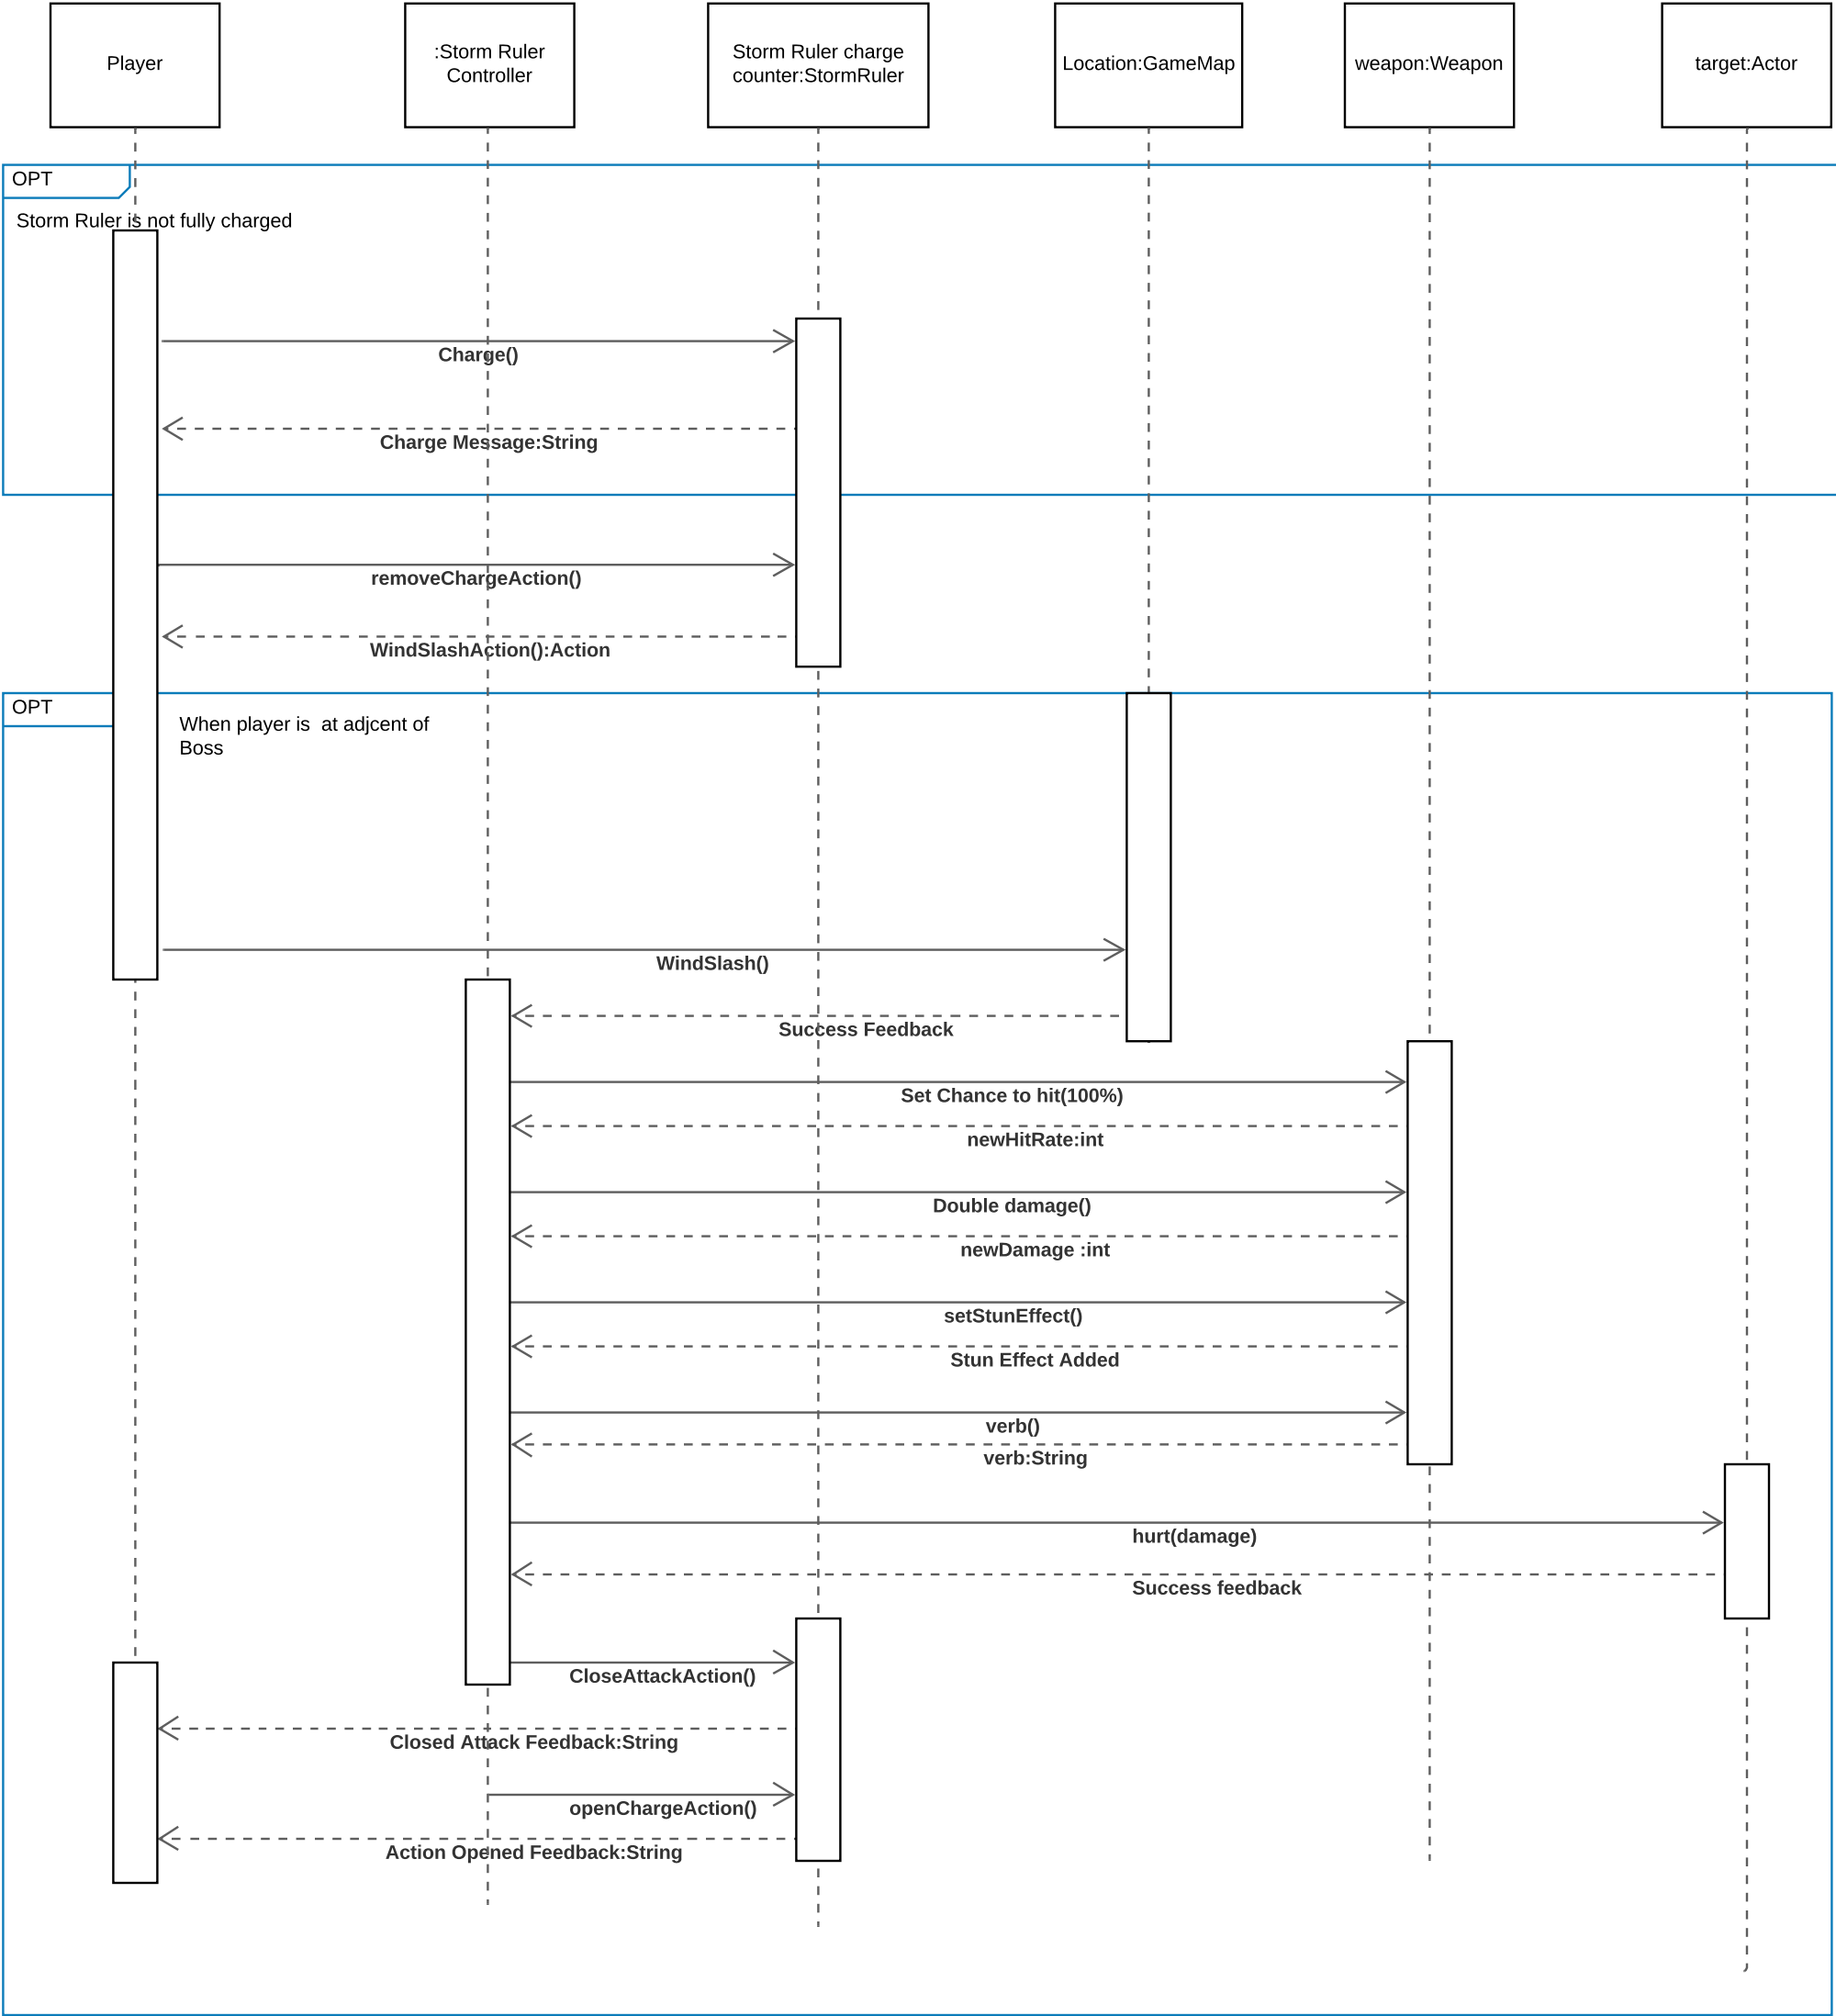 Player
:Storm Ruler
Controller
Storm Ruler charge
counter:StormRuler
Location:GameMap
weapon:Weapon
target:Actor
OPT
Storm Ruler is not fully charged
Charge()
Charge Message:String
removeChargeAction()
WindSlashAction():Action
OPT
When player is  at adjcent of
Boss
WindSlash()
Success Feedback
Set Chance to hit(100%)
newHitRate:int
Double damage()
newDamage :int
setStunEffect()
Stun Effect Added
verb()
verb:String
hurt(damage)
Success feedback
CloseAttackAction()
Closed Attack Feedback:String
openChargeAction()
Action Opened Feedback:String